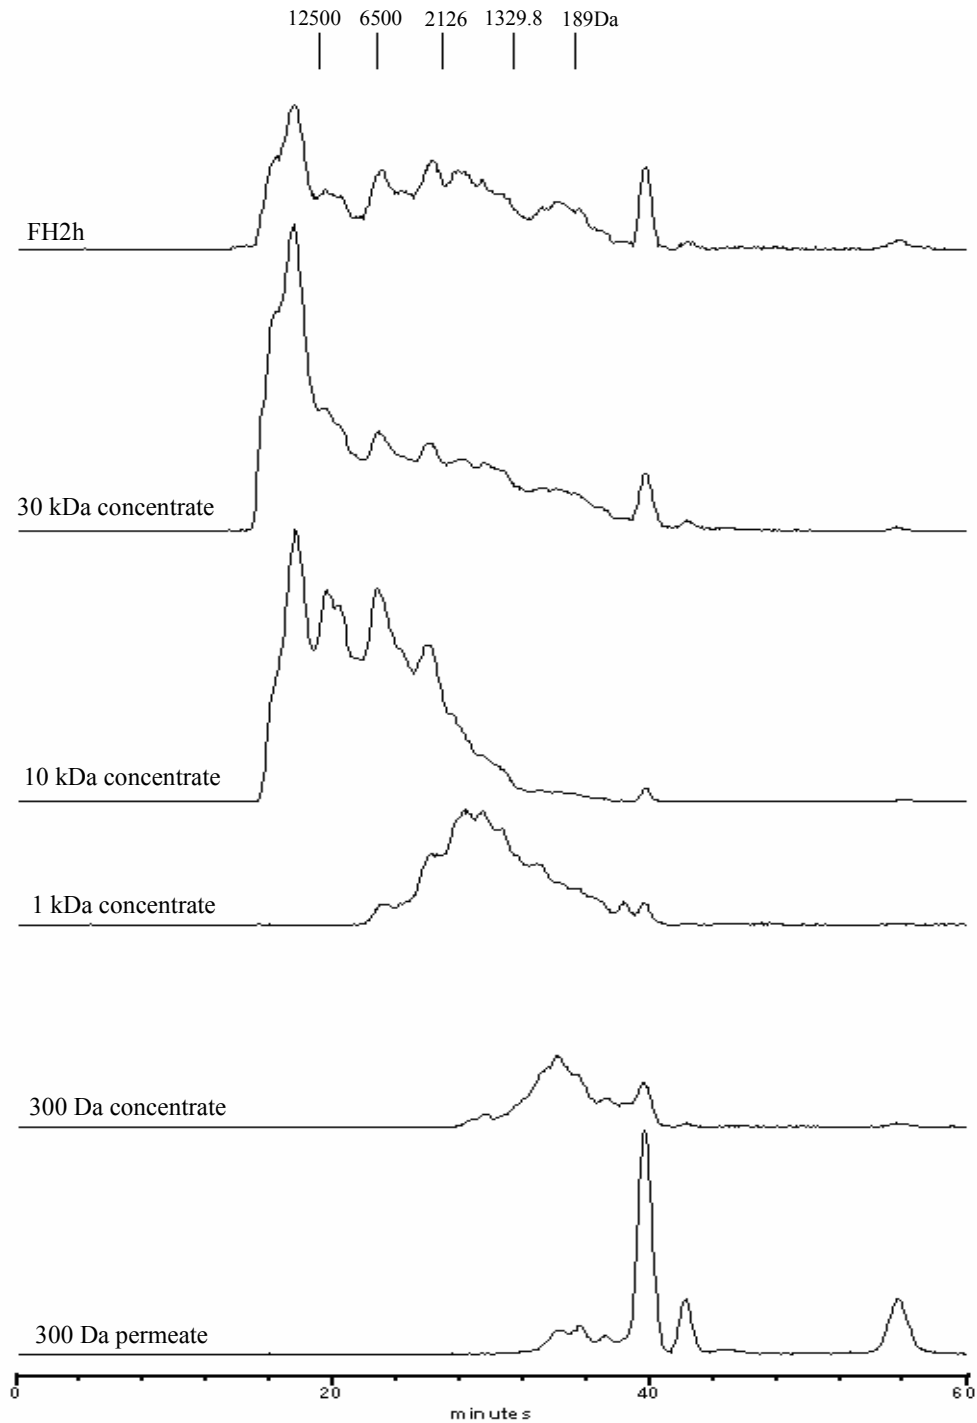 12500 6500 2126 1329.8 189Da
FH2h
30 kDa concentrate
10 kDa concentrate
1 kDa concentrate
300 Da concentrate
300 Da permeate
0 20 40 60
minutes